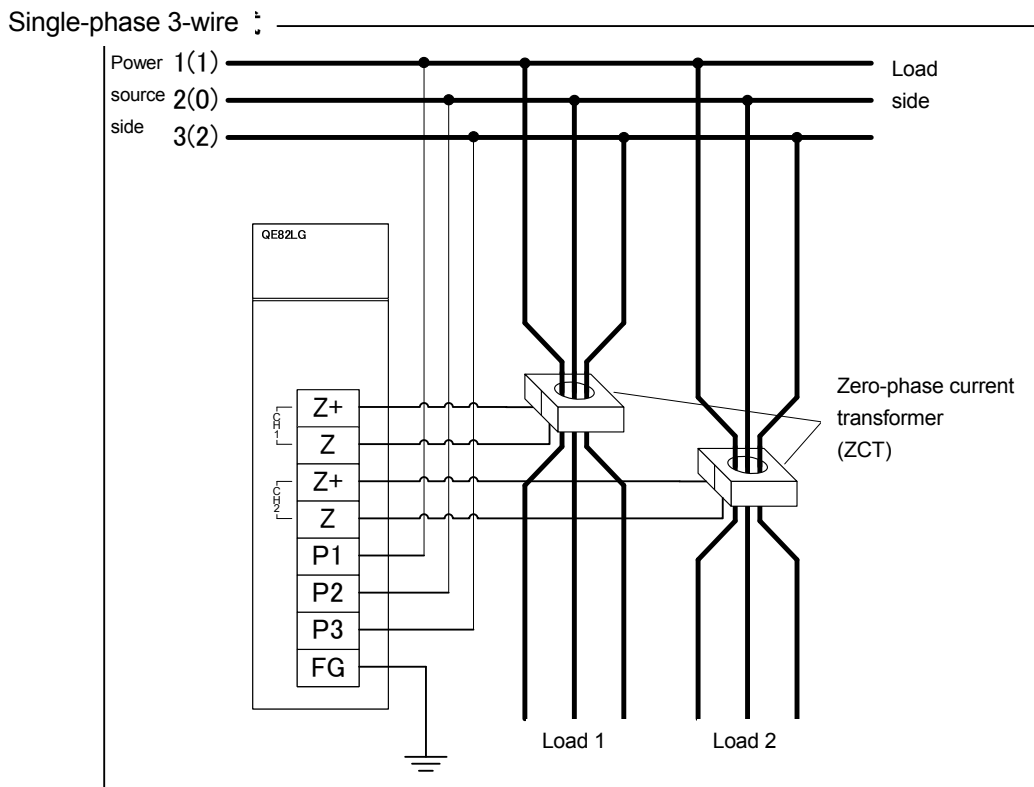 Single-phase 3-wire
Power 1(1)
source 2(0)
side 3(2)
Load
side
QE82LG
CH1
Z+
Z
CH2
Z+
Z
P1
P2
P3
FG
Zero-phase current
transformer
(ZCT)
Load 1
Load 2